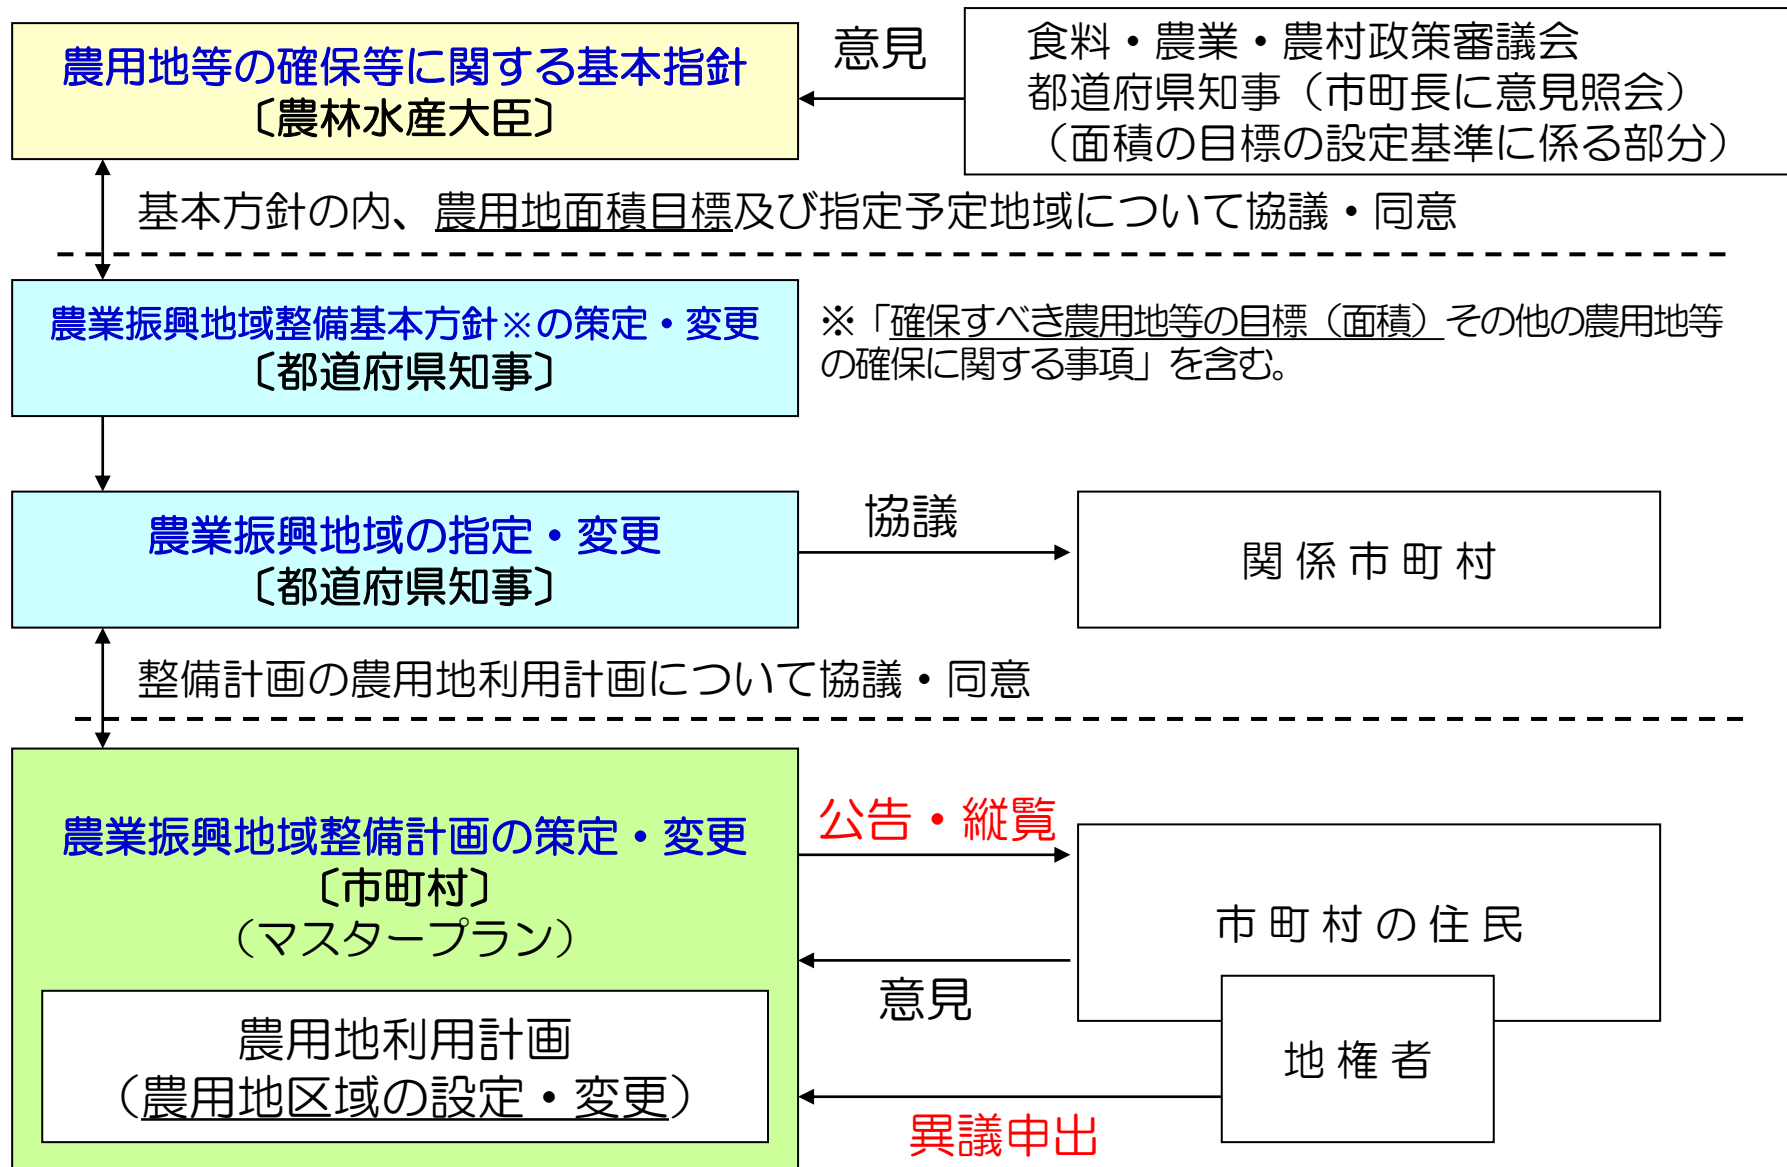 農用地等の確保等に関する基本指針
〔農林水産大臣〕
意見
食料・農業・農村政策審議会
都道府県知事（市町長に意見照会）
（面積の目標の設定基準に係る部分）
基本方針の内、農用地面積目標及び指定予定地域について協議・同意
農業振興地域整備基本方針※の策定・変更
〔都道府県知事〕
※「確保すべき農用地等の目標（面積）その他の農用地等
の確保に関する事項」を含む。
農業振興地域の指定・変更
〔都道府県知事〕
協議
関係市町村
整備計画の農用地利用計画について協議・同意
農業振興地域整備計画の策定・変更
〔市町村〕
（マスタープラン）
農用地利用計画
（農用地区域の設定・変更）
公告・縦覧
市町村の住民
意見
地権者
異議申出